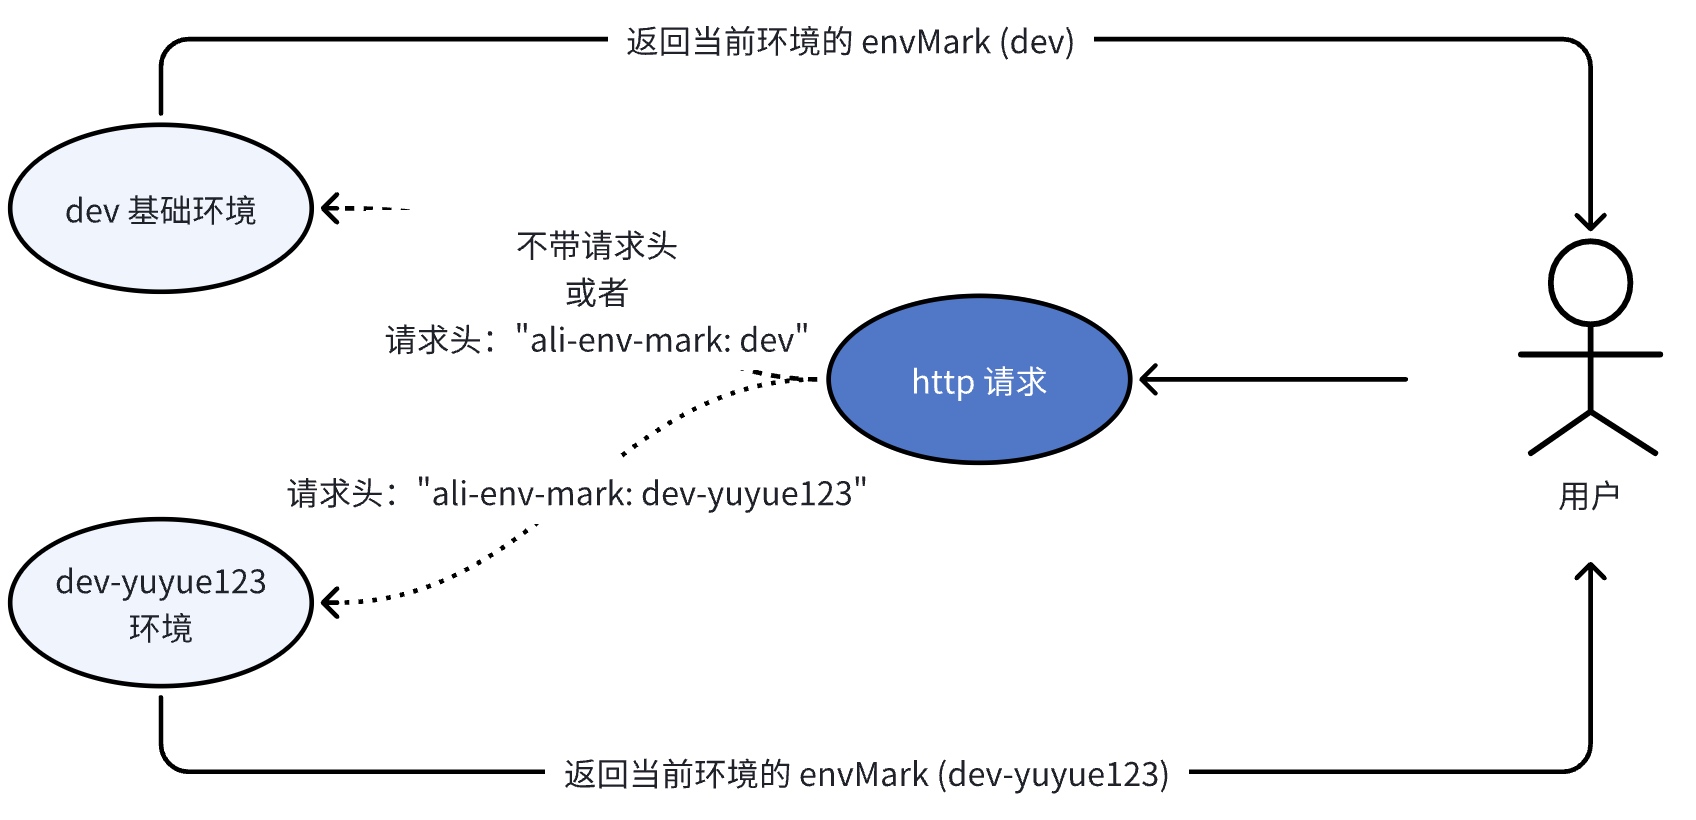 返回当前环境的 envMark (dev)
dev 基础环境
不带请求头
或者
请求头："ali-env-mark: dev"
http 请求
请求头："ali-env-mark: dev-yuyue123"
用户
dev-yuyue123
环境
返回当前环境的 envMark (dev-yuyue123)